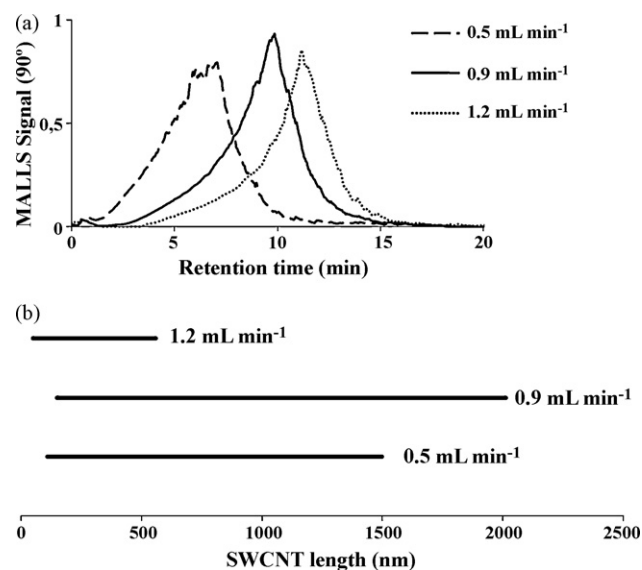 (a)
1
0,5
0
MALLS Signal (90º)
0 5 10 15 20
Retention time (min)
0.5 mL min⁻¹
0.9 mL min⁻¹
1.2 mL min⁻¹
(b)
1.2 mL min⁻¹
0.9 mL min⁻¹
0.5 mL min⁻¹
0 500 1000 1500 2000 2500
SWCNT length (nm)